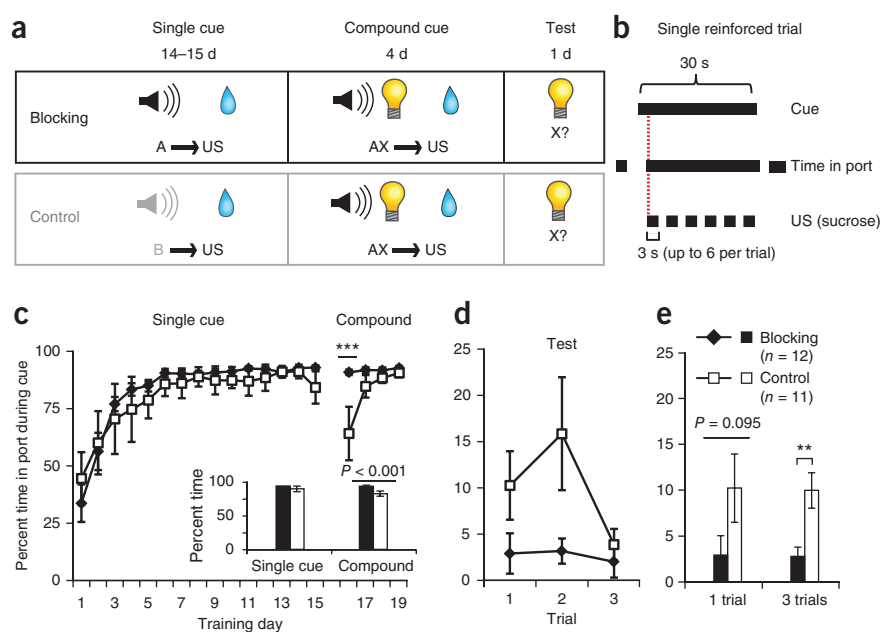 a
Single cue
14–15 d
Compound cue
4 d
Test
1 d
Blocking
A US
AX US
X?
Control
B US
AX US
X?
b
Single reinforced trial
30 s
Cue
Time in port
US (sucrose)
3 s (up to 6 per trial)
c
Single cue
Compound
***
Percent time in port during cue
100
75
50
25
0
1 3 5 7 9 11 13 15 17 19
Training day
Percent time
100
50
0
P < 0.001
Single cue
Compound
d
Test
25
20
15
10
5
0
1 2 3
Trial
e
Blocking
(n = 12)
Control
(n = 11)
25
20
15
10
5
0
P = 0.095
**
1 trial
3 trials